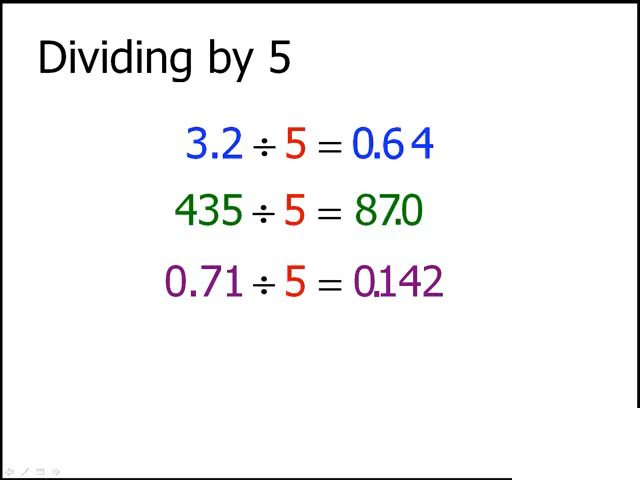 Dividing by 5
3.2 ÷ 5 = 0.64
435 ÷ 5 = 87.0
0.71 ÷ 5 = 0.142